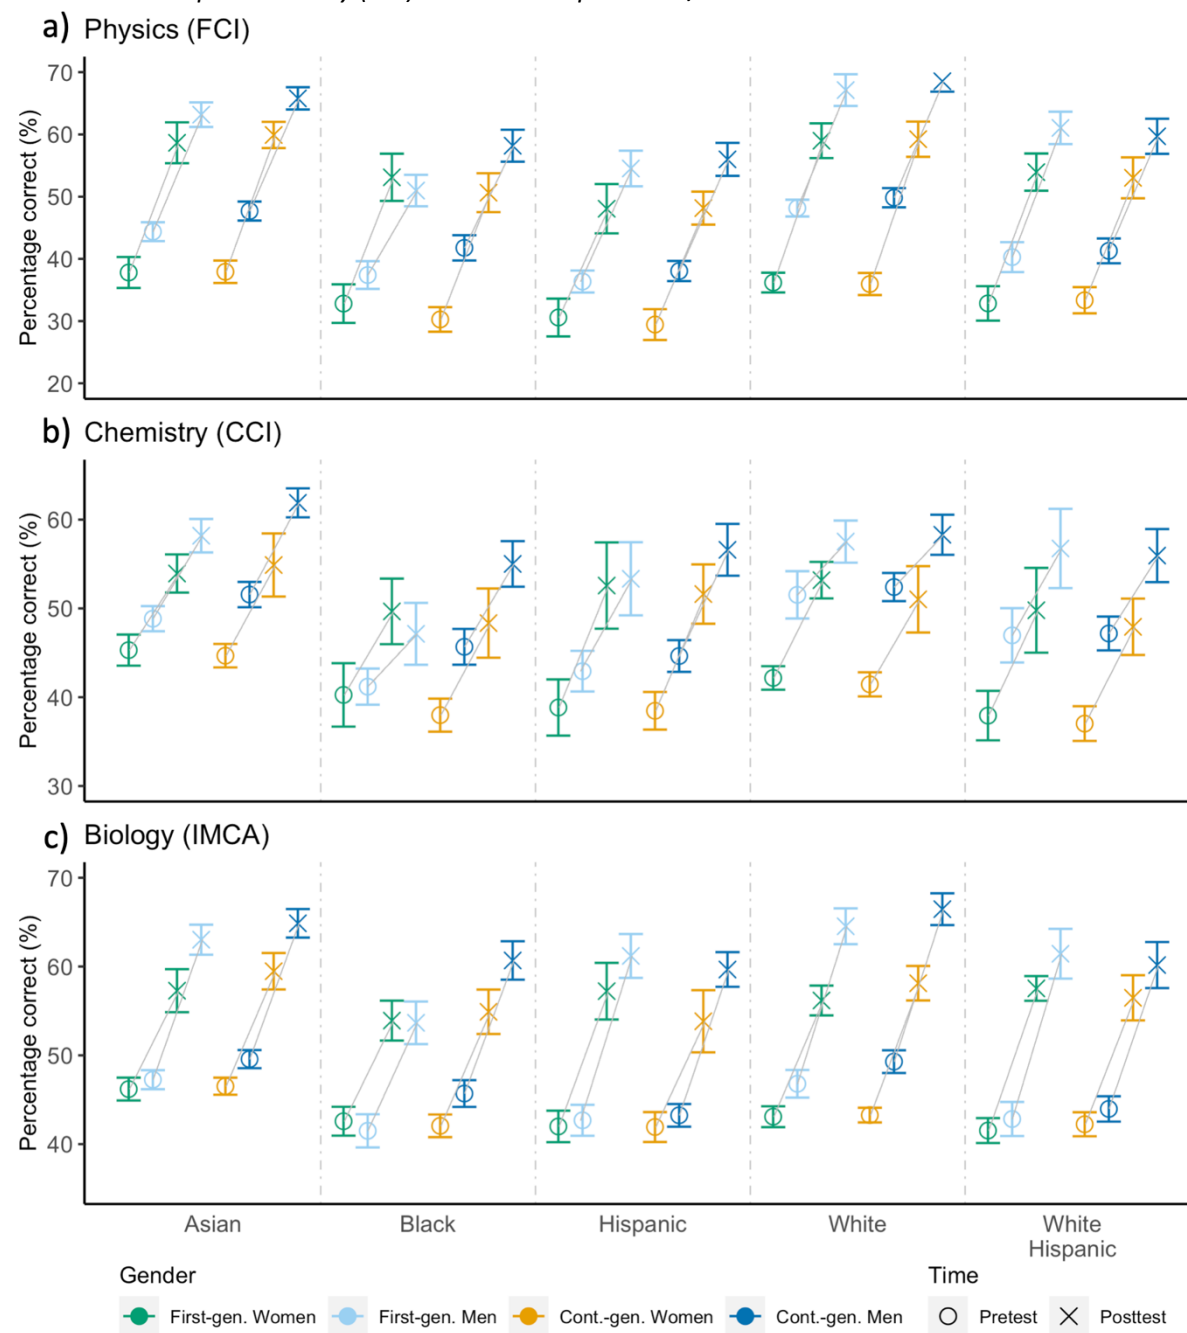 a) Physics (FCI)
Percentage correct (%)
70
60
50
40
30
20
b) Chemistry (CCI)
Percentage correct (%)
60
50
40
30
c) Biology (IMCA)
Percentage correct (%)
70
60
50
40
Asian
Black
Hispanic
White
White
Hispanic
Gender
First-gen. Women
First-gen. Men
Cont.-gen. Women
Cont.-gen. Men
Time
Pretest
Posttest